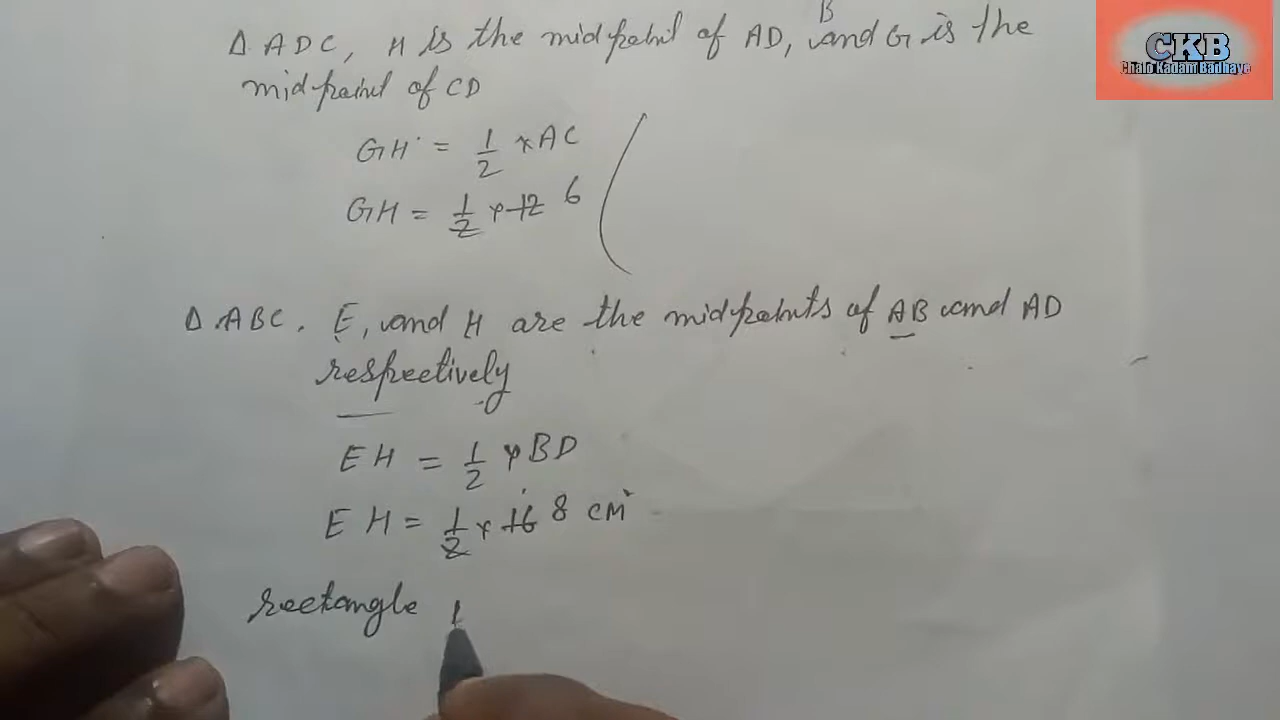 CKB
Chalo Kadam Badhaye
B
Δ ADC, H is the midpoint of AD, and G is the
midpoint of CD
GH = 1/2 × AC
GH = 1/2 × 12 6
Δ ABC. E, and H are the midpoints of AB and AD
respectively
EH = 1/2 × BD
EH = 1/2 × 16 8 cm
rectangle